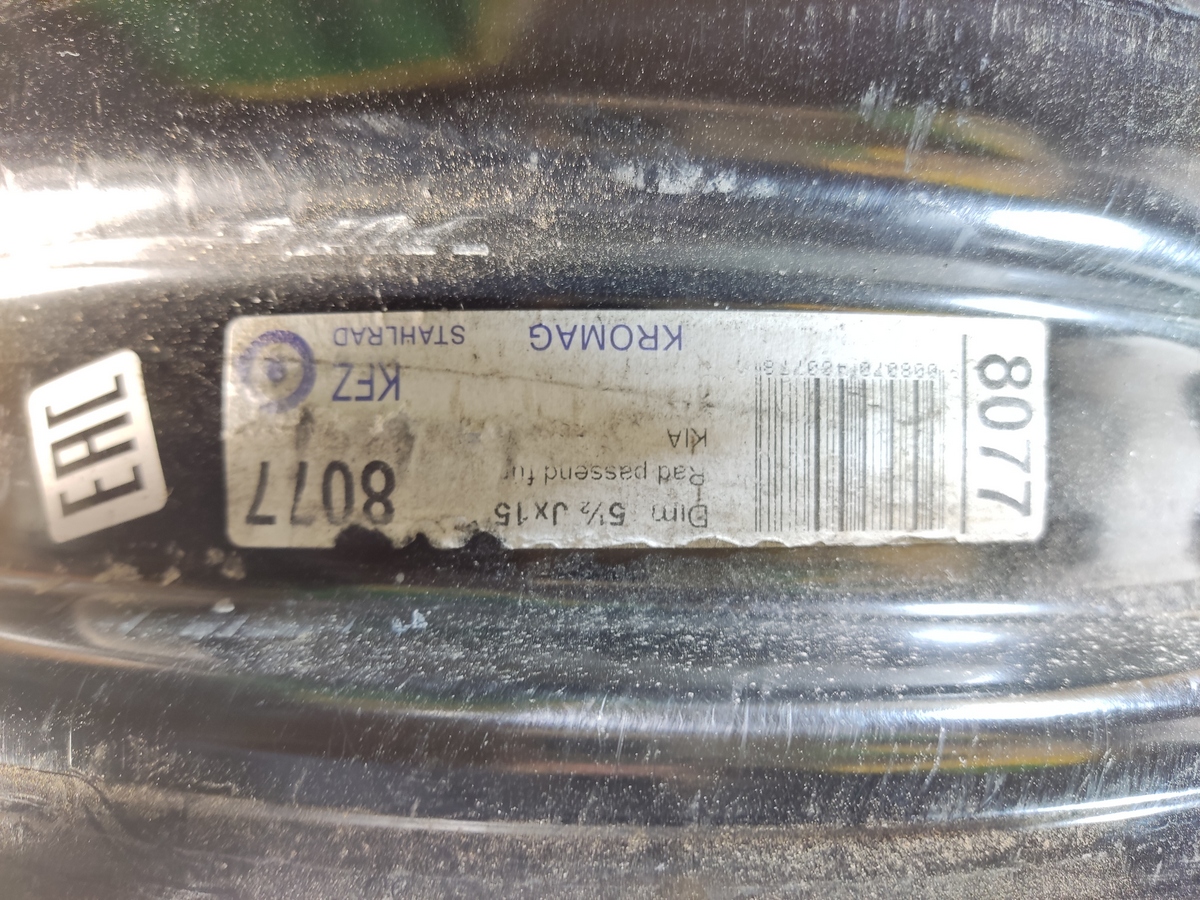 8077
KROMAG
KFZ
STAHLRAD
Dim 5½ Jx15
Rad passend für
KIA
8077
EAC